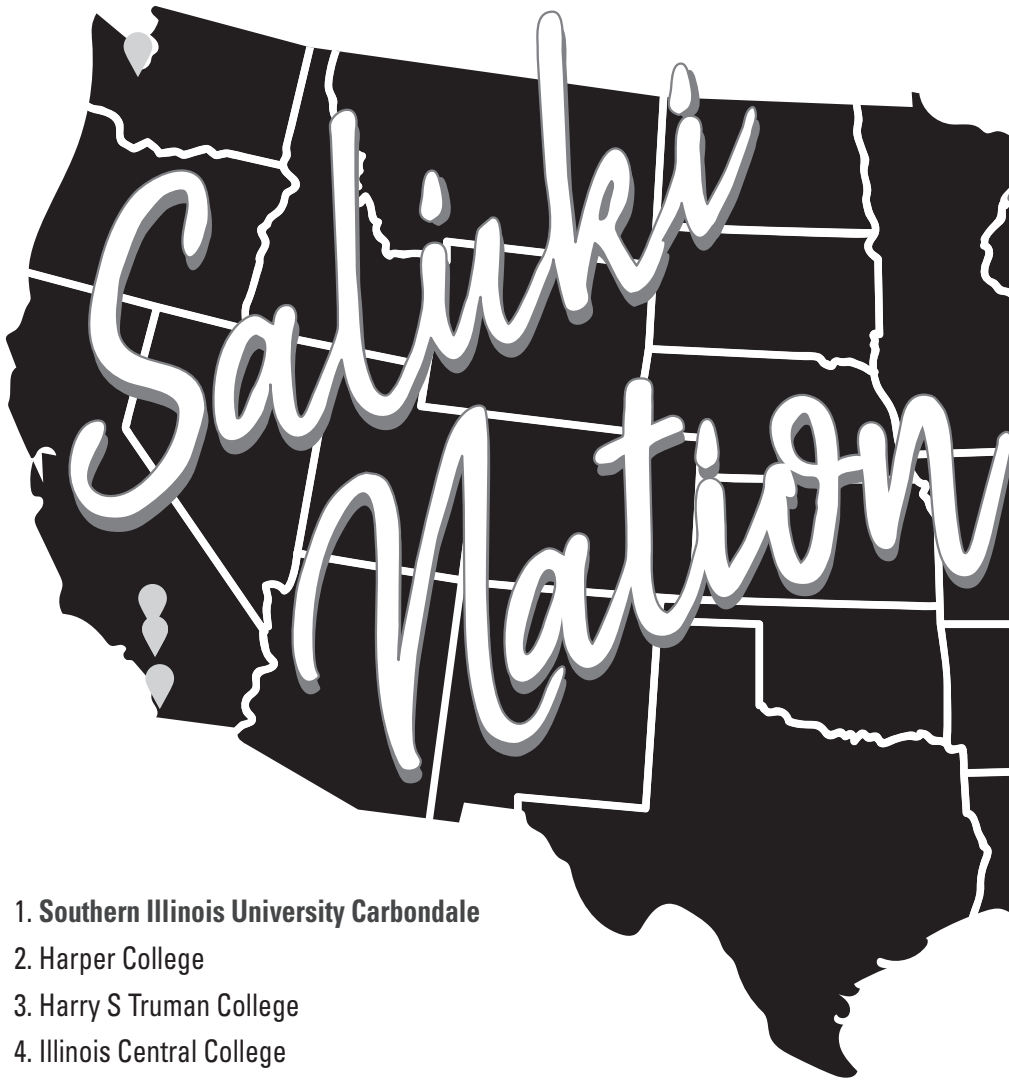 Saluki
Nation
1. Southern Illinois University Carbondale
2. Harper College
3. Harry S Truman College
4. Illinois Central College